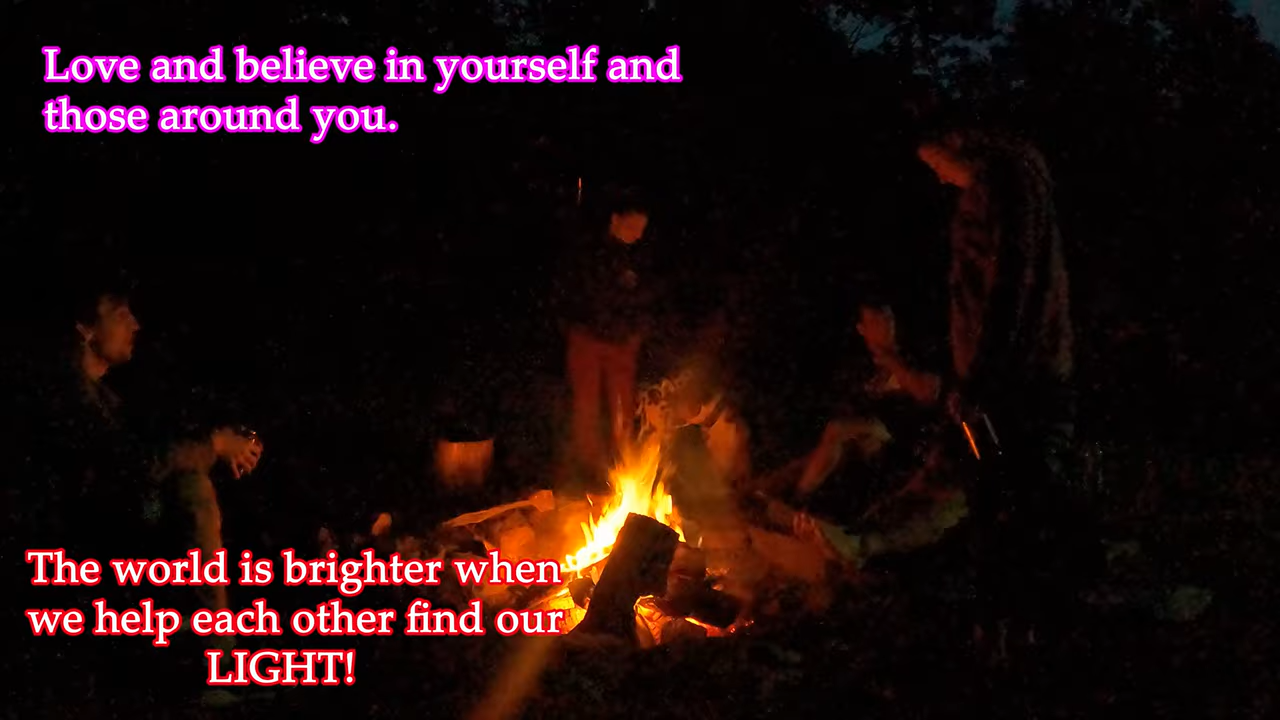 Love and believe in yourself and
those around you.
The world is brighter when
we help each other find our
LIGHT!